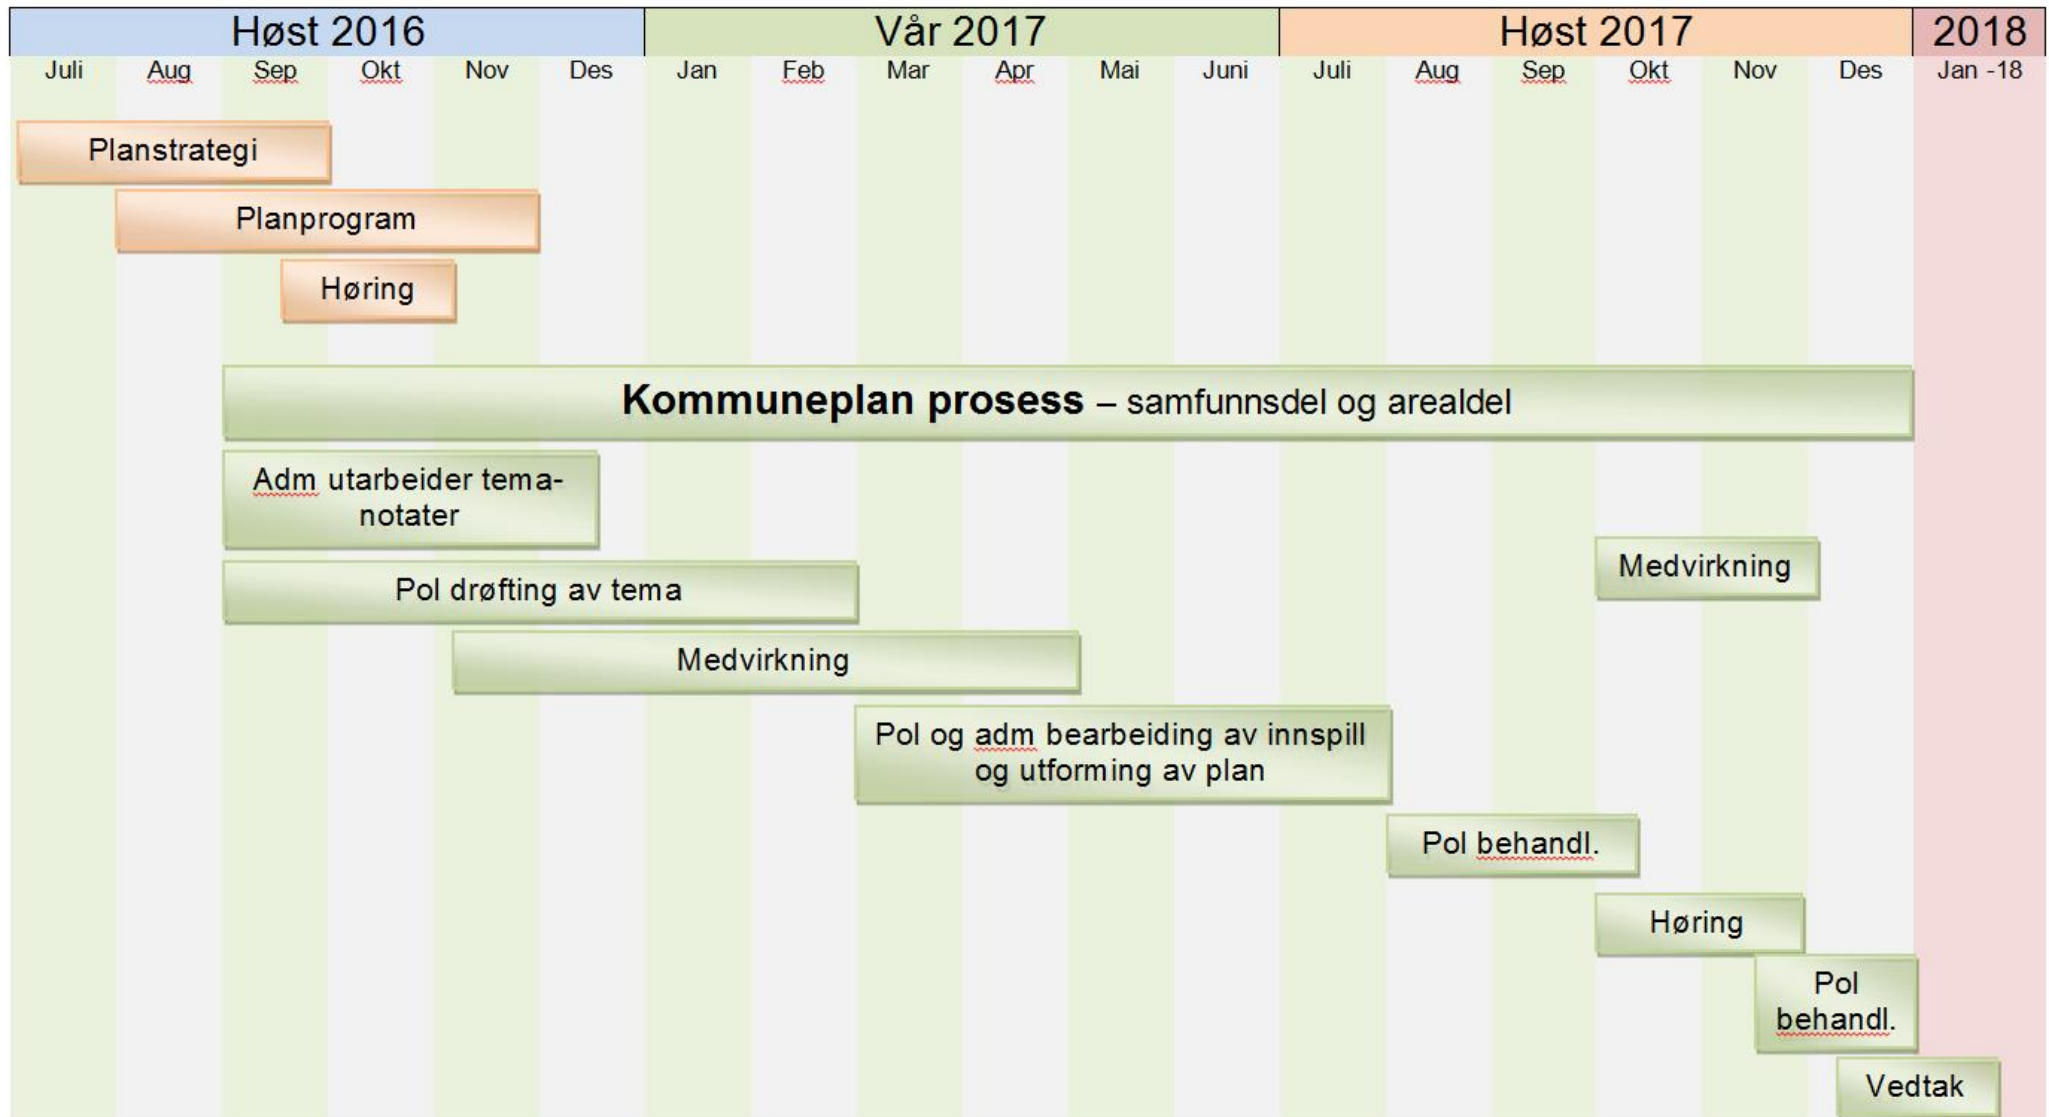 Høst 2016 Vår 2017 Høst 2017 2018
Juli Aug Sep Okt Nov Des Jan Feb Mar Apr Mai Juni Juli Aug Sep Okt Nov Des Jan -18
Planstrategi
Planprogram
Høring
Kommuneplan prosess – samfunnsdel og arealdel
Adm utarbeider tema-
notater
Medvirkning
Pol drøfting av tema
Medvirkning
Pol og adm bearbeiding av innspill
og utforming av plan
Pol behandl.
Høring
Pol
behandl.
Vedtak